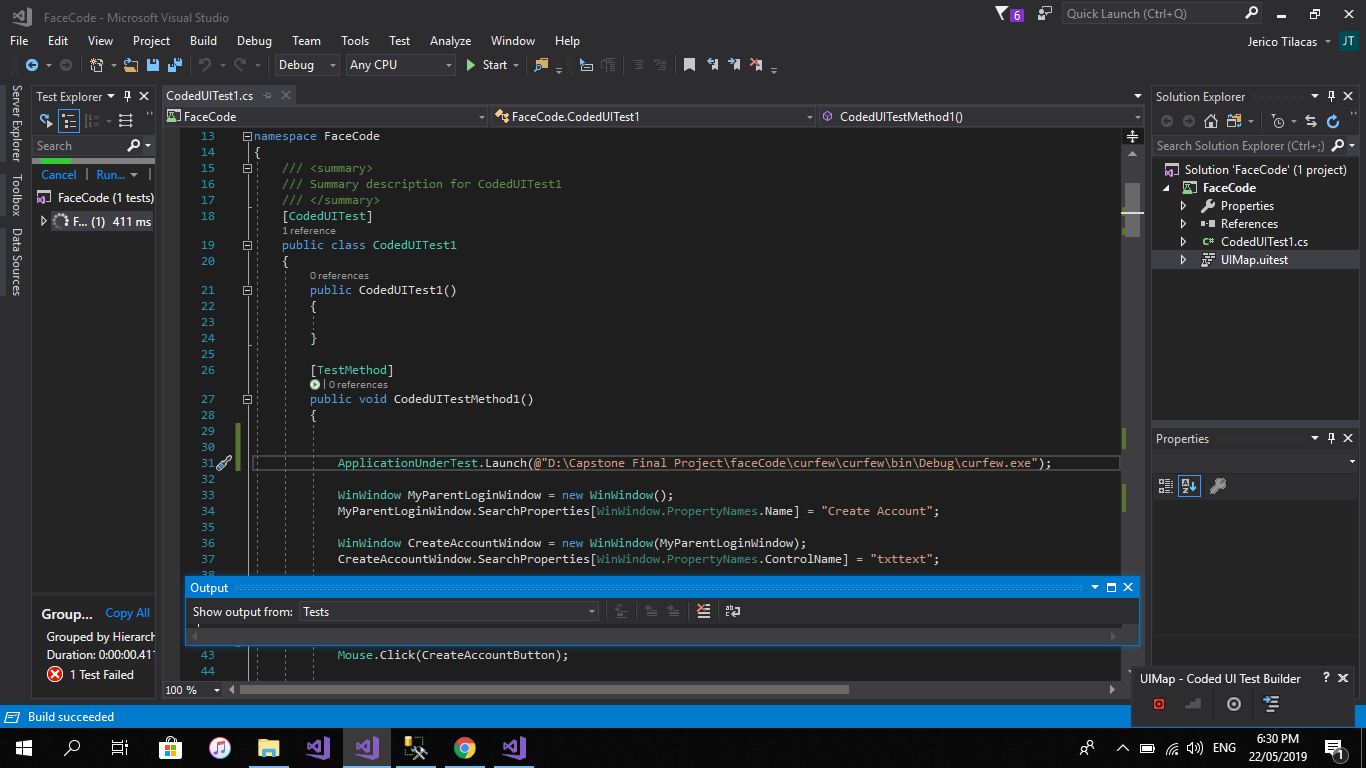 FaceCode - Microsoft Visual Studio
6
Quick Launch (Ctrl+Q)
File Edit View Project Build Debug Team Tools Test Analyze Window Help
Jerico Tilacas
JT
Debug
Any CPU
Start
Server Explorer
Toolbox
Data Sources
Test Explorer
Search
Cancel | Run...
FaceCode (1 tests)
F... (1) 411 ms
Group... Copy All
Grouped by Hierarch
Duration: 0:00:00.411
1 Test Failed
CodedUITest1.cs
FaceCode
FaceCode.CodedUITest1
CodedUITestMethod1()
13 namespace FaceCode
14 {
15 /// <summary>
16 /// Summary description for CodedUITest1
17 /// </summary>
18 [CodedUITest]
1 reference
19 public class CodedUITest1
20 {
0 references
21 public CodedUITest1()
22 {
23
24 }
25
26 [TestMethod]
| 0 references
27 public void CodedUITestMethod1()
28 {
29
30
31 ApplicationUnderTest.Launch(@"D:\Capstone Final Project\faceCode\curfew\curfew\bin\Debug\curfew.exe");
32
33 WinWindow MyParentLoginWindow = new WinWindow();
34 MyParentLoginWindow.SearchProperties[WinWindow.PropertyNames.Name] = "Create Account";
35
36 WinWindow CreateAccountWindow = new WinWindow(MyParentLoginWindow);
37 CreateAccountWindow.SearchProperties[WinWindow.PropertyNames.ControlName] = "txttext";
38
Output
Show output from: Tests
43 Mouse.Click(CreateAccountButton);
44
100 %
Solution Explorer
Search Solution Explorer (Ctrl+;)
Solution 'FaceCode' (1 project)
FaceCode
Properties
References
C# CodedUITest1.cs
UIMap.uitest
Properties
UIMap - Coded UI Test Builder ?
Build succeeded
ENG
6:30 PM
22/05/2019
1